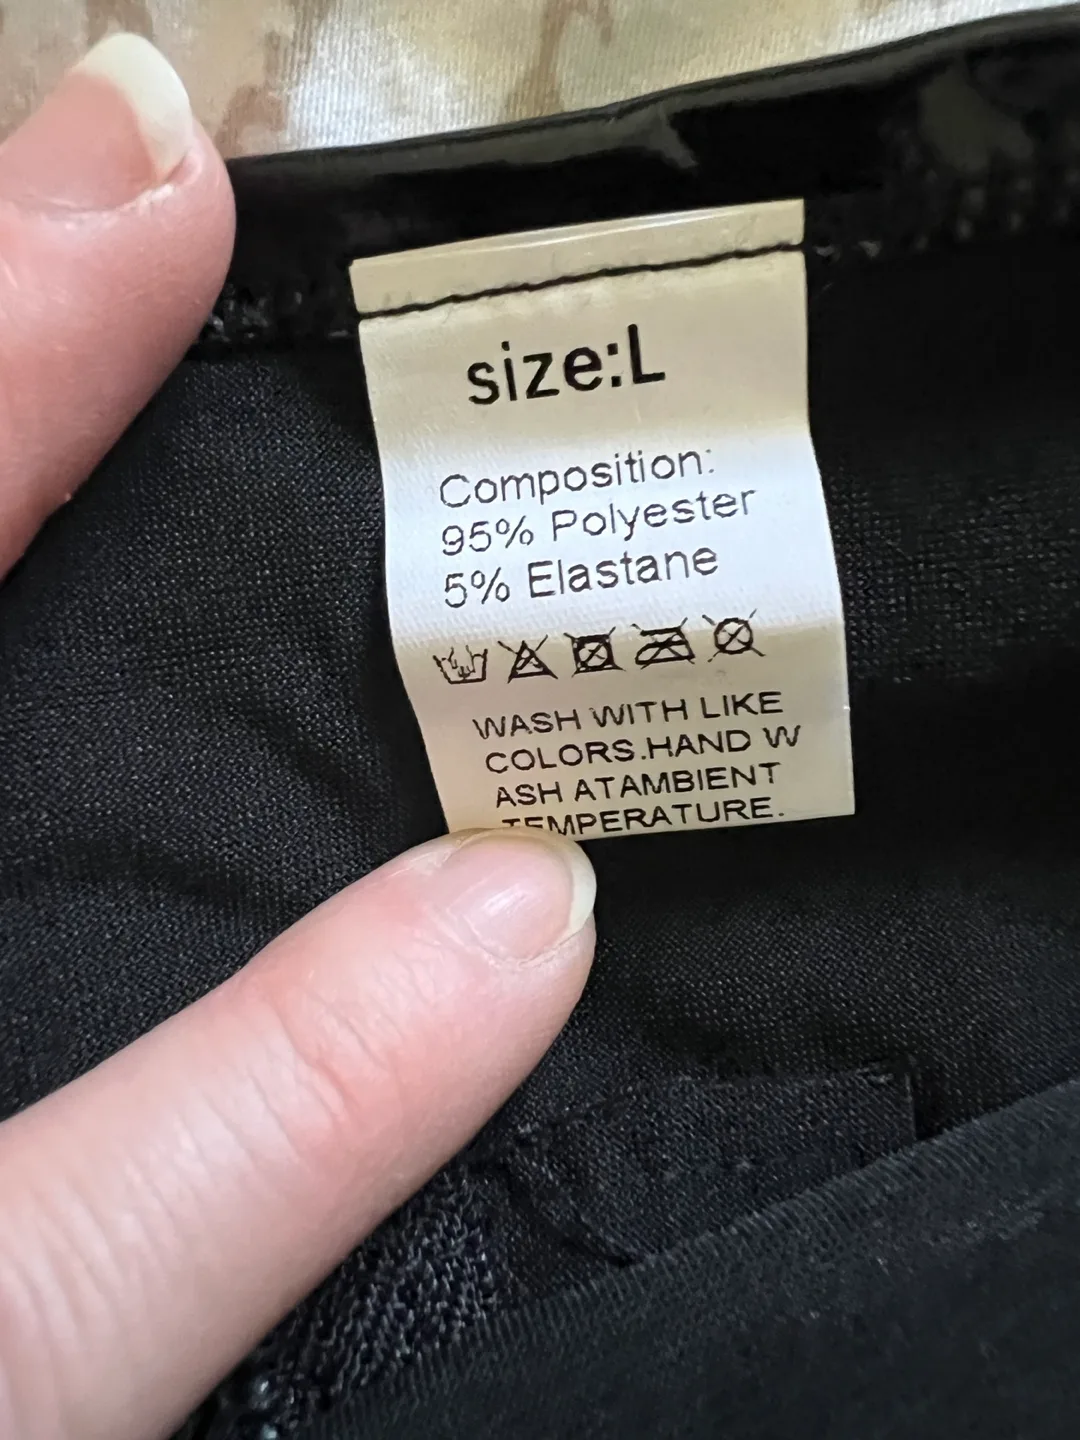 size:L
Composition:
95% Polyester
5% Elastane
WASH WITH LIKE
COLORS.HAND W
ASH ATAMBIENT
TEMPERATURE.